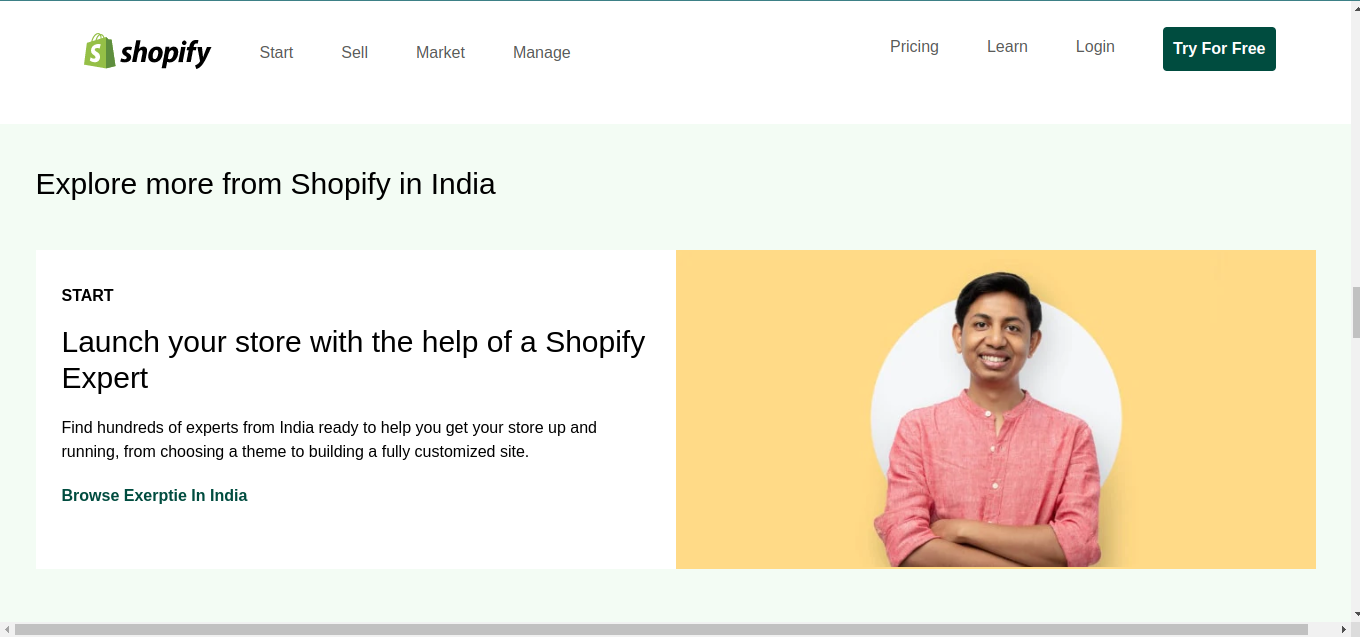 shopify Start Sell Market Manage Pricing Learn Login Try For Free
Explore more from Shopify in India
START
Launch your store with the help of a Shopify
Expert
Find hundreds of experts from India ready to help you get your store up and
running, from choosing a theme to building a fully customized site.
Browse Exerptie In India